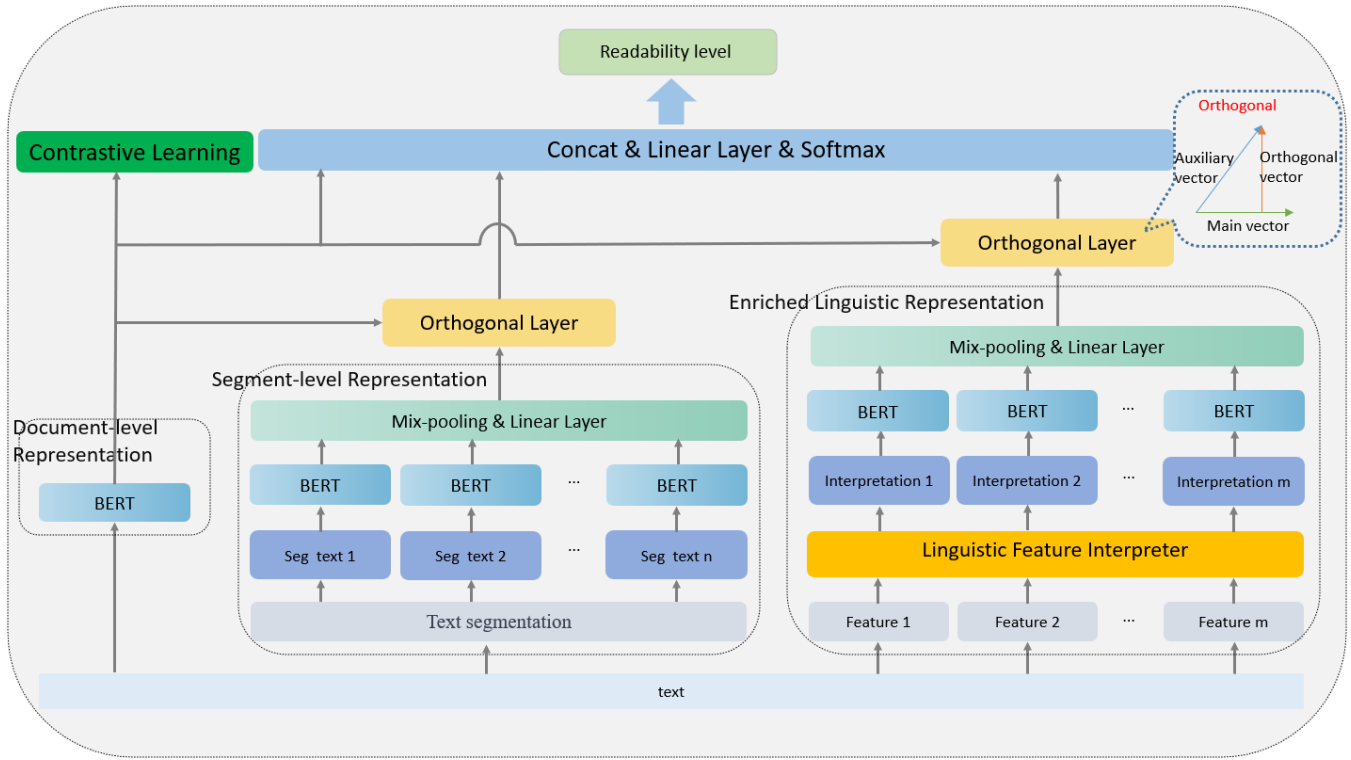 Readability level
Orthogonal
Contrastive Learning
Concat & Linear Layer & Softmax
Auxiliary
vector
Orthogonal
vector
Main vector
Orthogonal Layer
Enriched Linguistic Representation
Orthogonal Layer
Mix-pooling & Linear Layer
Segment-level Representation
BERT
BERT
...
BERT
Mix-pooling & Linear Layer
Document-level
Representation
BERT
BERT
BERT
...
BERT
Interpretation 1
Interpretation 2
...
Interpretation m
Seg text 1
Seg text 2
...
Seg text n
Linguistic Feature Interpreter
Text segmentation
Feature 1
Feature 2
...
Feature m
text